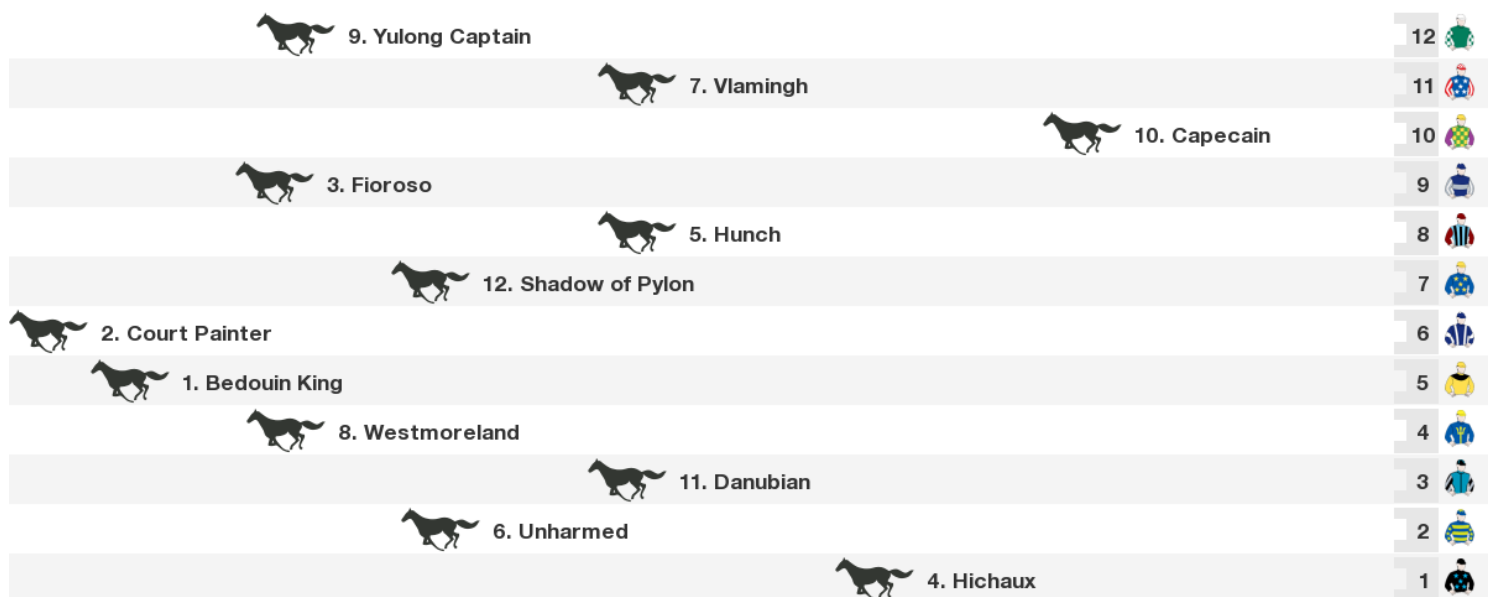 9. Yulong Captain 12
7. Vlamingh 11
10. Capecain 10
3. Fioroso 9
5. Hunch 8
12. Shadow of Pylon 7
2. Court Painter 6
1. Bedouin King 5
8. Westmoreland 4
11. Danubian 3
6. Unharmed 2
4. Hichaux 1